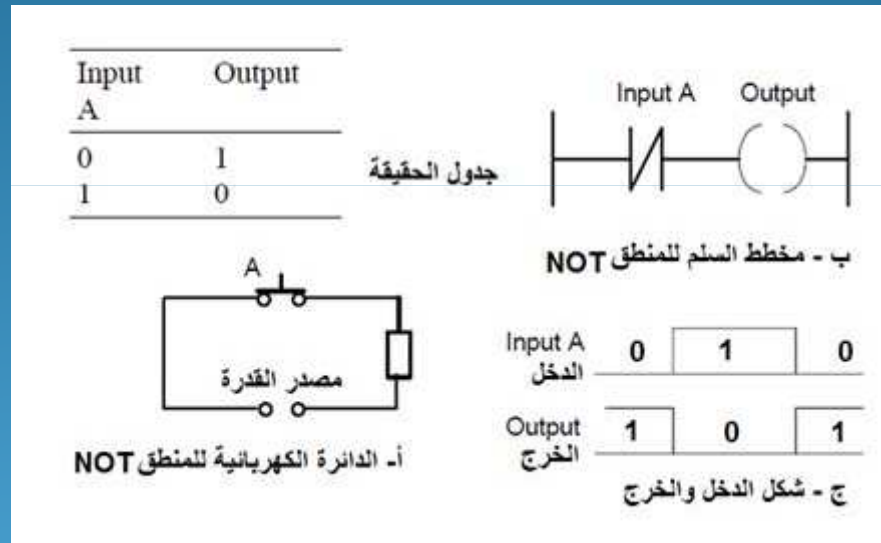 Input Output
A
0 1
1 0
جدول الحقيقة
Input A Output
ب - مخطط السلم للمنطق NOT
A
مصدر القدرة
أ- الدائرة الكهربائية للمنطق NOT
Input A 0 1 0
الدخل
Output 1 0 1
الخرج
ج - شكل الدخل والخرج